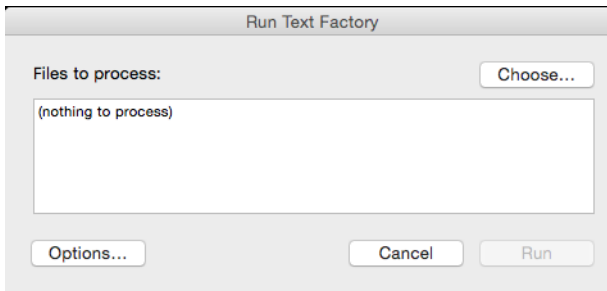 Run Text Factory
Files to process:
Choose...
(nothing to process)
Options...
Cancel
Run